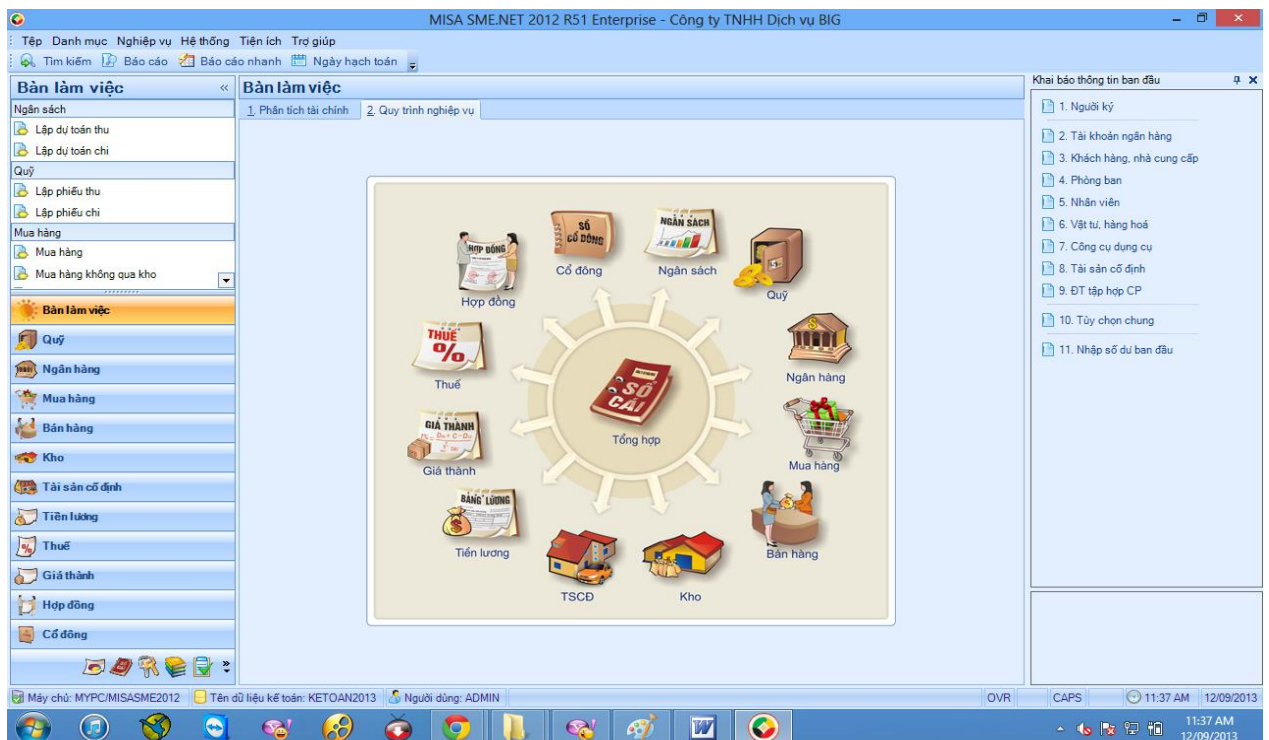 MISA SME.NET 2012 R51 Enterprise - Công ty TNHH Dịch vụ BIG
Tệp Danh mục Nghiệp vụ Hệ thống Tiện ích Trợ giúp
Tìm kiếm Báo cáo Báo cáo nhanh Ngày hạch toán
Bàn làm việc «
Ngân sách
Lập dự toán thu
Lập dự toán chi
Quỹ
Lập phiếu thu
Lập phiếu chi
Mua hàng
Mua hàng
Mua hàng không qua kho
Bàn làm việc
Quỹ
Ngân hàng
Mua hàng
Bán hàng
Kho
Tài sản cố định
Tiền lương
Thuế
Giá thành
Hợp đồng
Cổ đông
Bàn làm việc
1. Phân tích tài chính 2. Quy trình nghiệp vụ
HỢP ĐỒNG
Hợp đồng
SỔ
CỔ ĐÔNG
Cổ đông
NGÂN SÁCH
Ngân sách
Quỹ
THUẾ
%
Thuế
Ngân hàng
SỔ
CÁI
Tổng hợp
GIÁ THÀNH
Giá thành
Mua hàng
BẢNG LƯƠNG
Tiền lương
Bán hàng
TSCĐ
Kho
Khai báo thông tin ban đầu
1. Người ký
2. Tài khoản ngân hàng
3. Khách hàng, nhà cung cấp
4. Phòng ban
5. Nhân viên
6. Vật tư, hàng hoá
7. Công cụ dụng cụ
8. Tài sản cố định
9. ĐT tập hợp CP
10. Tùy chọn chung
11. Nhập số dư ban đầu
Máy chủ: MYPC/MISASME2012 Tên dữ liệu kế toán: KETOAN2013 Người dùng: ADMIN OVR CAPS 11:37 AM 12/09/2013
11:37 AM
12/09/2013